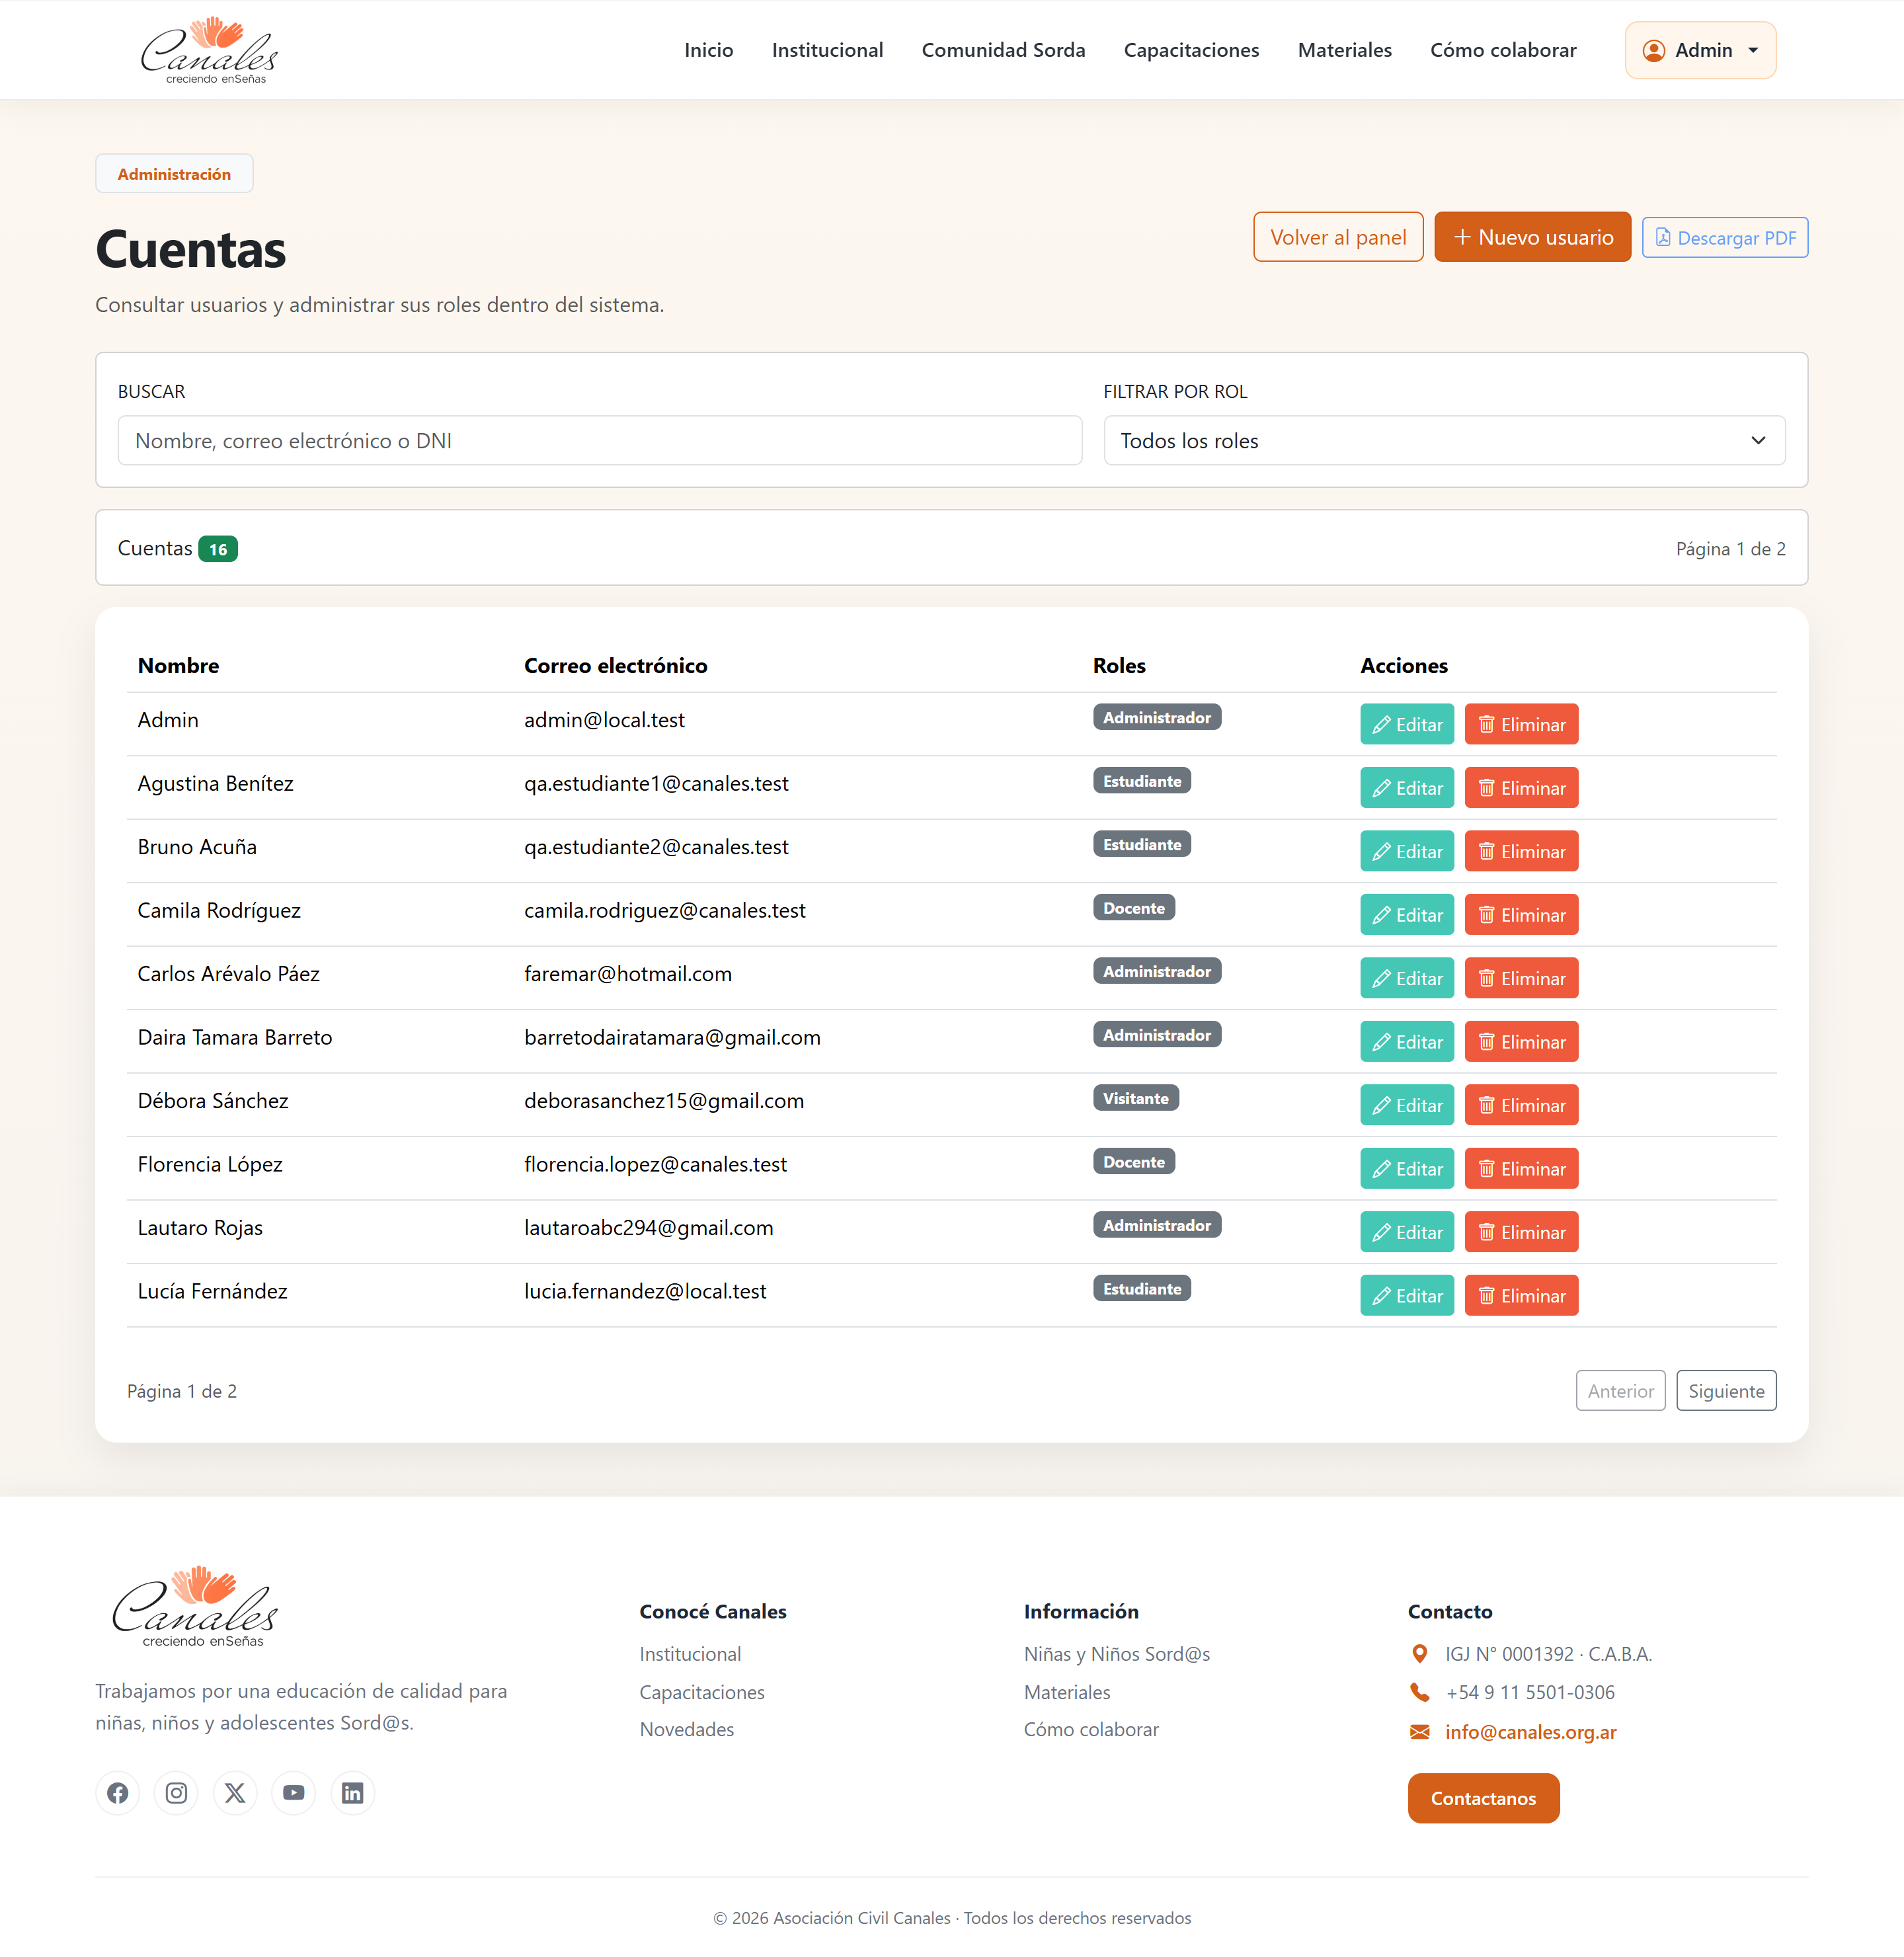 Canales
creciendo enSeñas
Inicio Institucional Comunidad Sorda Capacitaciones Materiales Cómo colaborar Admin
Administración
Cuentas
Volver al panel + Nuevo usuario Descargar PDF
Consultar usuarios y administrar sus roles dentro del sistema.
BUSCAR FILTRAR POR ROL
Nombre, correo electrónico o DNI Todos los roles
Cuentas 16 Página 1 de 2
Nombre Correo electrónico Roles Acciones
Admin admin@local.test Administrador Editar Eliminar
Agustina Benítez qa.estudiante1@canales.test Estudiante Editar Eliminar
Bruno Acuña qa.estudiante2@canales.test Estudiante Editar Eliminar
Camila Rodríguez camila.rodriguez@canales.test Docente Editar Eliminar
Carlos Arévalo Páez faremar@hotmail.com Administrador Editar Eliminar
Daira Tamara Barreto barretodairatamara@gmail.com Administrador Editar Eliminar
Débora Sánchez deborasanchez15@gmail.com Visitante Editar Eliminar
Florencia López florencia.lopez@canales.test Docente Editar Eliminar
Lautaro Rojas lautaroabc294@gmail.com Administrador Editar Eliminar
Lucía Fernández lucia.fernandez@local.test Estudiante Editar Eliminar
Página 1 de 2 Anterior Siguiente
Canales
creciendo enSeñas
Trabajamos por una educación de calidad para
niñas, niños y adolescentes Sord@s.
Conocé Canales
Institucional
Capacitaciones
Novedades
Información
Niñas y Niños Sord@s
Materiales
Cómo colaborar
Contacto
IGJ N° 0001392 · C.A.B.A.
+54 9 11 5501-0306
info@canales.org.ar
Contactanos
© 2026 Asociación Civil Canales · Todos los derechos reservados